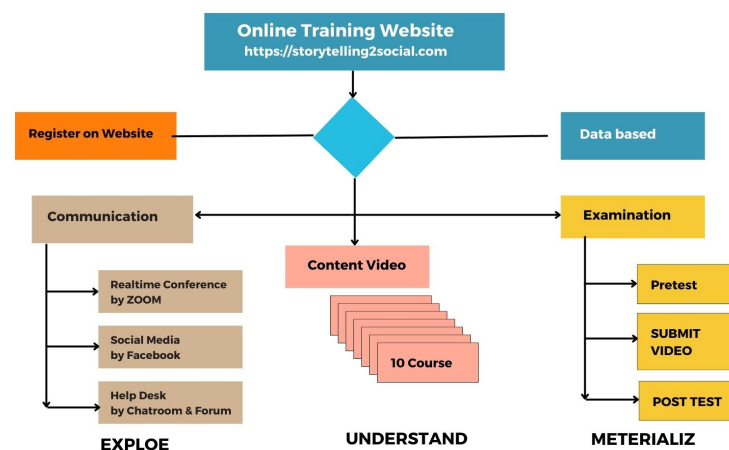 Online Training Website
https://storytelling2social.com
Register on Website
Data based
Communication
Examination
Content Video
Realtime Conference
by ZOOM
Pretest
Social Media
by Facebook
SUBMIT
VIDEO
10 Course
Help Desk
by Chatroom & Forum
POST TEST
EXPLOE
UNDERSTAND
METERIALIZ